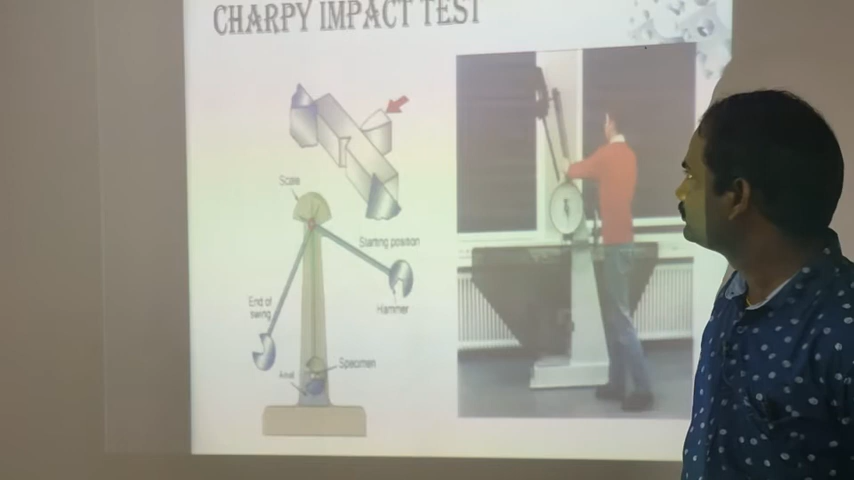 CHARPY IMPACT TEST
Scale
Starting position
End of
swing
Hammer
Specimen
Anvil